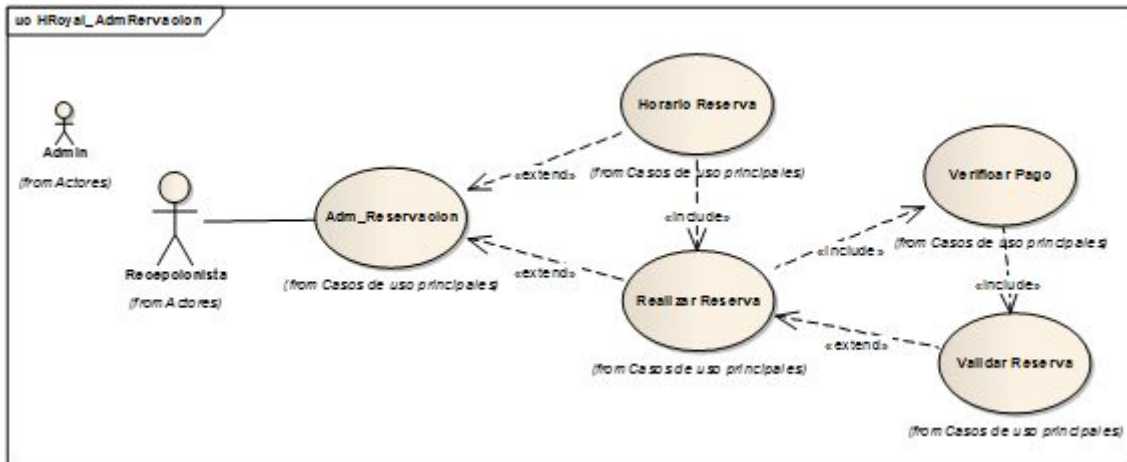 uc HRoyal_AdmRervacion
Admin
(from Actores)
Recepcionista
(from Actores)
Adm_Reservacion
(from Casos de uso principales)
Horario Reserva
(from Casos de uso principales)
«extend»
«include»
«extend»
Realizar Reserva
(from Casos de uso principales)
«include»
Verificar Pago
(from Casos de uso principales)
«include»
«extend»
Validar Reserva
(from Casos de uso principales)